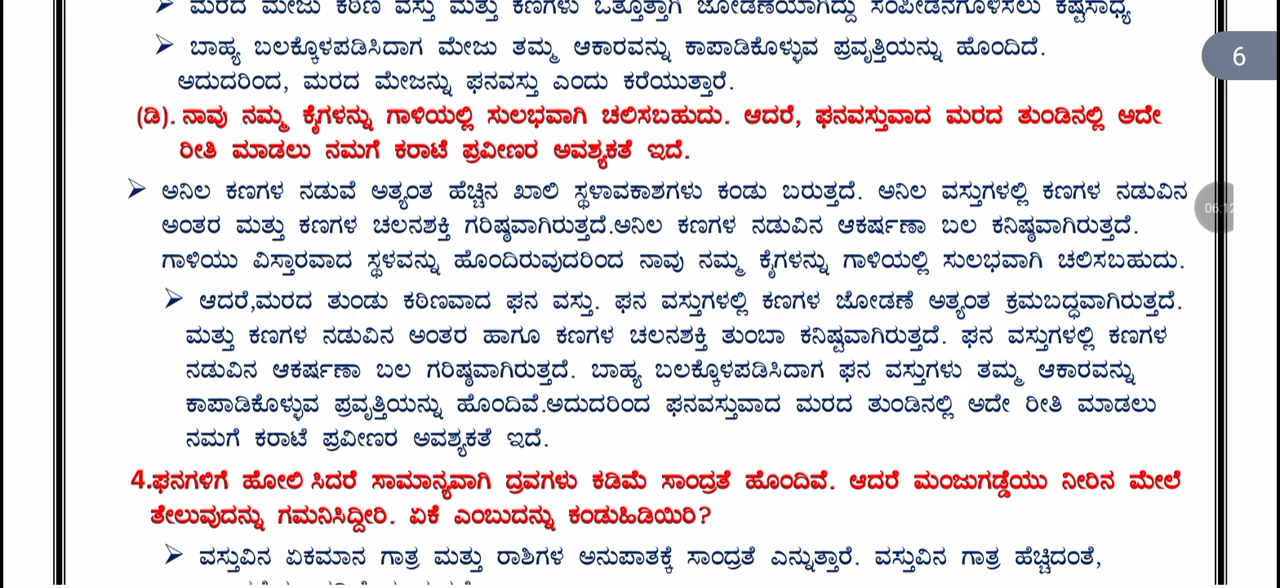 ➢ ಮರದ ಮೇಜು ಕಠಿಣ ವಸ್ತು ಮತ್ತು ಕಣಗಳು ಒತ್ತೊತ್ತಾಗಿ ಜೋಡಣೆಯಾಗಿದ್ದು ಸಂಪೀಡನಗೊಳಿಸಲು ಕಷ್ಟಸಾಧ್ಯ
➢ ಬಾಹ್ಯ ಬಲಕ್ಕೊಳಪಡಿಸಿದಾಗ ಮೇಜು ತಮ್ಮ ಆಕಾರವನ್ನು ಕಾಪಾಡಿಕೊಳ್ಳುವ ಪ್ರವೃತ್ತಿಯನ್ನು ಹೊಂದಿದೆ.
6
ಅದುದರಿಂದ, ಮರದ ಮೇಜನ್ನು ಘನವಸ್ತು ಎಂದು ಕರೆಯುತ್ತಾರೆ.
(ಡಿ). ನಾವು ನಮ್ಮ ಕೈಗಳನ್ನು ಗಾಳಿಯಲ್ಲಿ ಸುಲಭವಾಗಿ ಚಲಿಸಬಹುದು. ಆದರೆ, ಘನವಸ್ತುವಾದ ಮರದ ತುಂಡಿನಲ್ಲಿ ಅದೇ
ರೀತಿ ಮಾಡಲು ನಮಗೆ ಕರಾಟೆ ಪ್ರವೀಣರ ಅವಶ್ಯಕತೆ ಇದೆ.
➢ ಅನಿಲ ಕಣಗಳ ನಡುವೆ ಅತ್ಯಂತ ಹೆಚ್ಚಿನ ಖಾಲಿ ಸ್ಥಳಾವಕಾಶಗಳು ಕಂಡು ಬರುತ್ತದೆ. ಅನಿಲ ವಸ್ತುಗಳಲ್ಲಿ ಕಣಗಳ ನಡುವಿನ
ಅಂತರ ಮತ್ತು ಕಣಗಳ ಚಲನಶಕ್ತಿ ಗರಿಷ್ಠವಾಗಿರುತ್ತದೆ.ಅನಿಲ ಕಣಗಳ ನಡುವಿನ ಆಕರ್ಷಣಾ ಬಲ ಕನಿಷ್ಠವಾಗಿರುತ್ತದೆ.
ಗಾಳಿಯು ವಿಸ್ತಾರವಾದ ಸ್ಥಳವನ್ನು ಹೊಂದಿರುವುದರಿಂದ ನಾವು ನಮ್ಮ ಕೈಗಳನ್ನು ಗಾಳಿಯಲ್ಲಿ ಸುಲಭವಾಗಿ ಚಲಿಸಬಹುದು.
➢ ಆದರೆ,ಮರದ ತುಂಡು ಕಠಿಣವಾದ ಘನ ವಸ್ತು. ಘನ ವಸ್ತುಗಳಲ್ಲಿ ಕಣಗಳ ಜೋಡಣೆ ಅತ್ಯಂತ ಕ್ರಮಬದ್ಧವಾಗಿರುತ್ತದೆ.
ಮತ್ತು ಕಣಗಳ ನಡುವಿನ ಅಂತರ ಹಾಗೂ ಕಣಗಳ ಚಲನಶಕ್ತಿ ತುಂಬಾ ಕನಿಷ್ಟವಾಗಿರುತ್ತದೆ. ಘನ ವಸ್ತುಗಳಲ್ಲಿ ಕಣಗಳ
ನಡುವಿನ ಆಕರ್ಷಣಾ ಬಲ ಗರಿಷ್ಠವಾಗಿರುತ್ತದೆ. ಬಾಹ್ಯ ಬಲಕ್ಕೊಳಪಡಿಸಿದಾಗ ಘನ ವಸ್ತುಗಳು ತಮ್ಮ ಆಕಾರವನ್ನು
ಕಾಪಾಡಿಕೊಳ್ಳುವ ಪ್ರವೃತ್ತಿಯನ್ನು ಹೊಂದಿವೆ.ಅದುದರಿಂದ ಘನವಸ್ತುವಾದ ಮರದ ತುಂಡಿನಲ್ಲಿ ಅದೇ ರೀತಿ ಮಾಡಲು
ನಮಗೆ ಕರಾಟೆ ಪ್ರವೀಣರ ಅವಶ್ಯಕತೆ ಇದೆ.
4.ಘನಗಳಿಗೆ ಹೋಲಿಸಿದರೆ ಸಾಮಾನ್ಯವಾಗಿ ದ್ರವಗಳು ಕಡಿಮೆ ಸಾಂದ್ರತೆ ಹೊಂದಿವೆ. ಆದರೆ ಮಂಜುಗಡ್ಡೆಯು ನೀರಿನ ಮೇಲೆ
ತೇಲುವುದನ್ನು ಗಮನಿಸಿದ್ದೀರಿ. ಏಕೆ ಎಂಬುದನ್ನು ಕಂಡುಹಿಡಿಯಿರಿ?
➢ ವಸ್ತುವಿನ ಏಕಮಾನ ಗಾತ್ರ ಮತ್ತು ರಾಶಿಗಳ ಅನುಪಾತಕ್ಕೆ ಸಾಂದ್ರತೆ ಎನ್ನುತ್ತಾರೆ. ವಸ್ತುವಿನ ಗಾತ್ರ ಹೆಚ್ಚಿದಂತೆ,